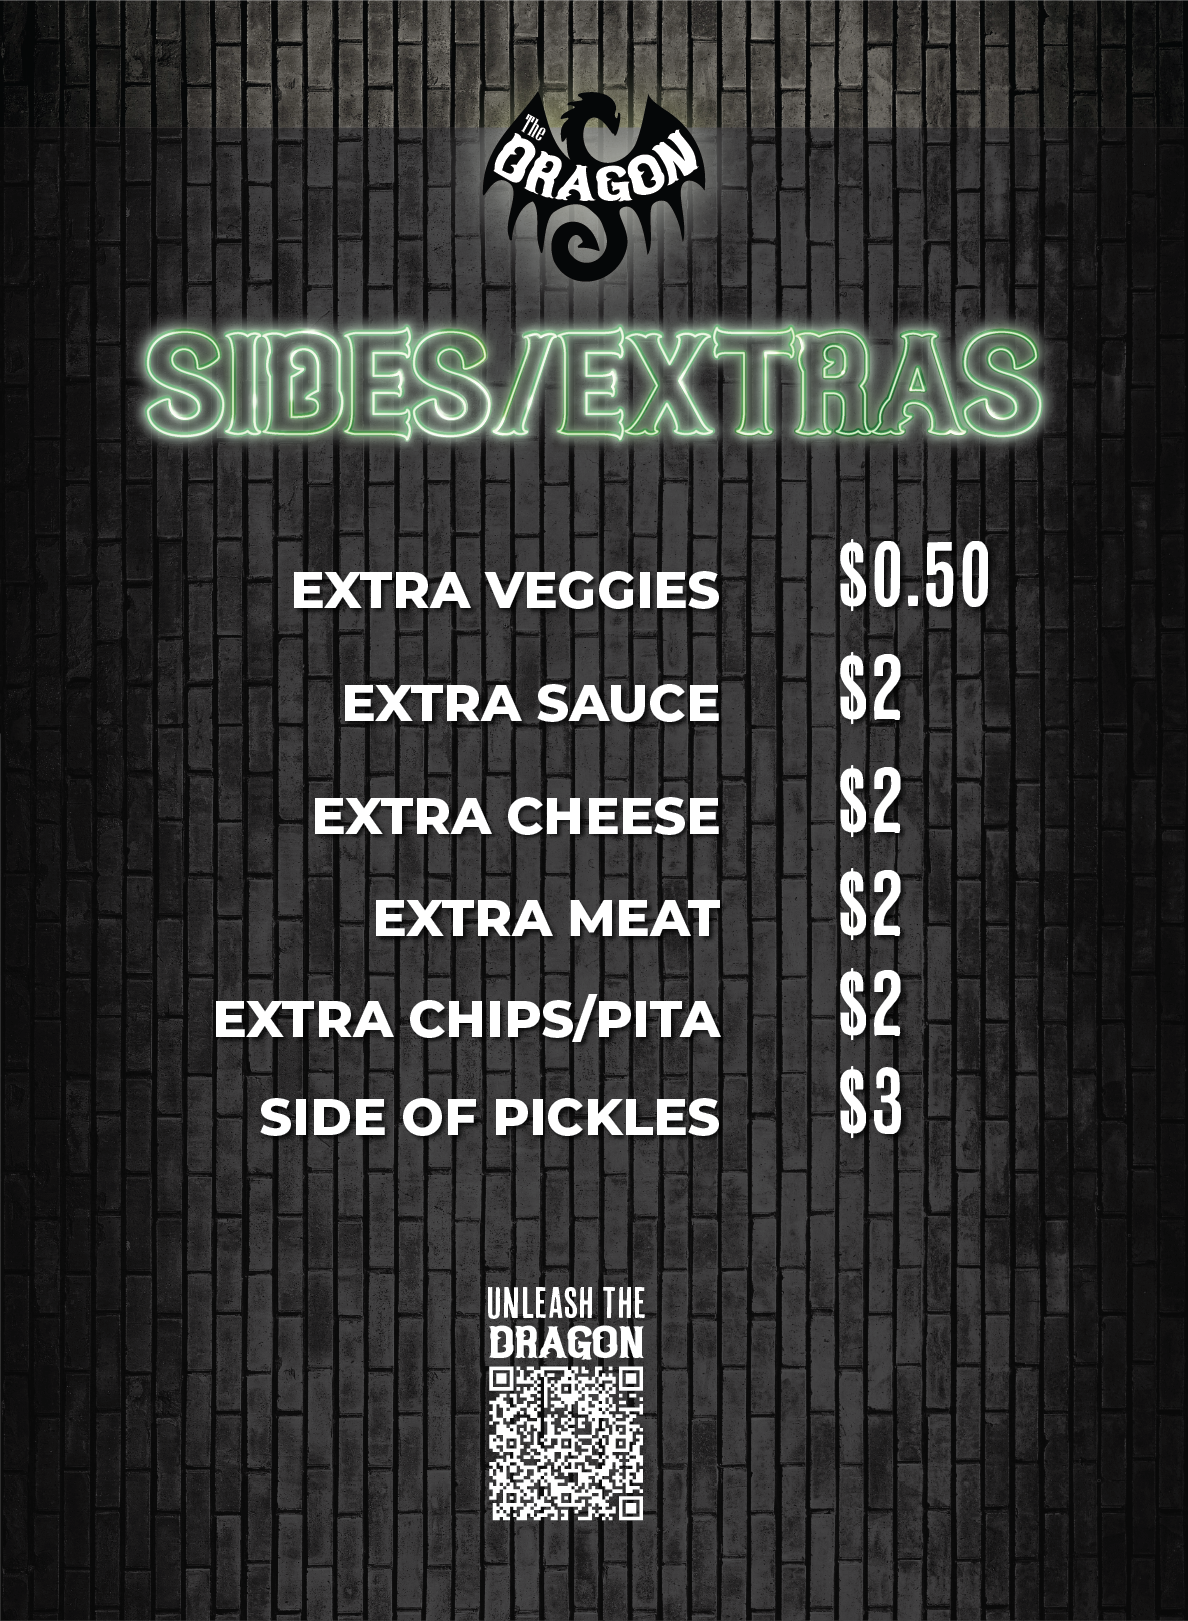 The
DRAGON
SIDES/EXTRAS
EXTRA VEGGIES $0.50
EXTRA SAUCE $2
EXTRA CHEESE $2
EXTRA MEAT $2
EXTRA CHIPS/PITA $2
SIDE OF PICKLES $3
UNLEASH THE
DRAGON